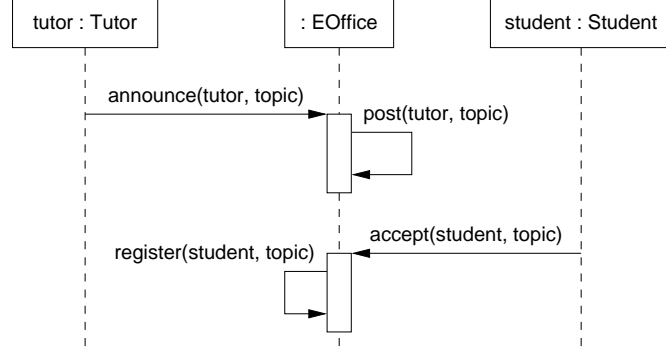 tutor : Tutor
: EOffice
student : Student
announce(tutor, topic)
post(tutor, topic)
accept(student, topic)
register(student, topic)